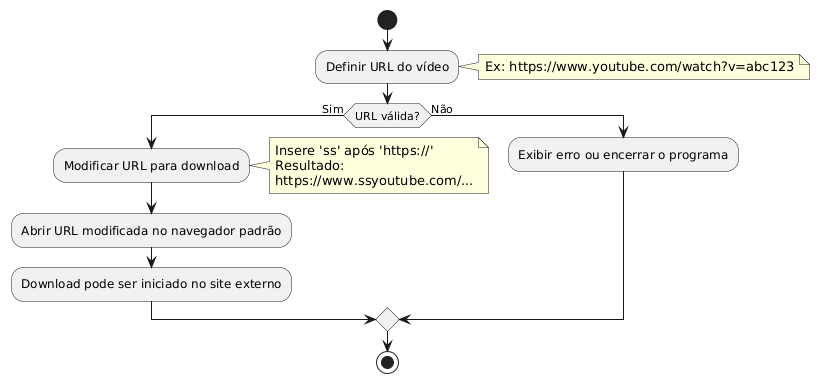 Definir URL do vídeo
Ex: https://www.youtube.com/watch?v=abc123
URL válida?
Sim
Não
Modificar URL para download
Insere 'ss' após 'https://'
Resultado:
https://www.ssyoutube.com/...
Exibir erro ou encerrar o programa
Abrir URL modificada no navegador padrão
Download pode ser iniciado no site externo